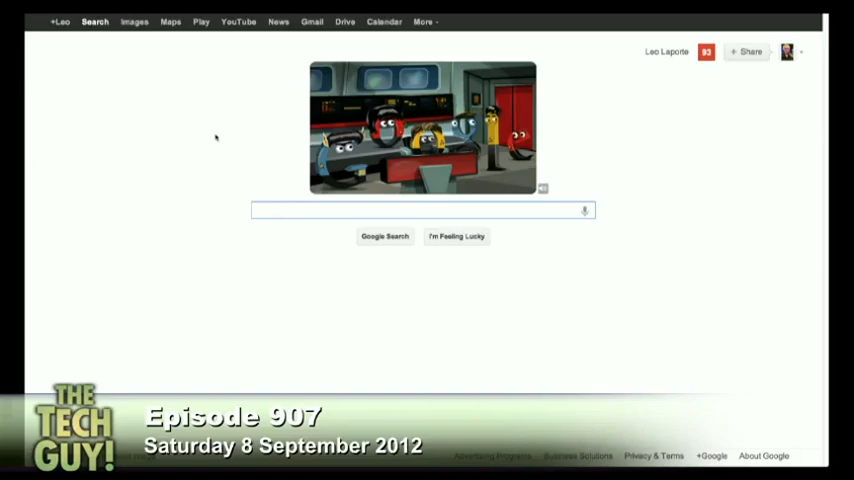 +Leo Search Images Maps Play YouTube News Gmail Drive Calendar More
Leo Laporte 93 + Share
Google Search I'm Feeling Lucky
THE TECH GUY!
Episode 907
Saturday 8 September 2012
Advertising Programs Business Solutions Privacy & Terms +Google About Google